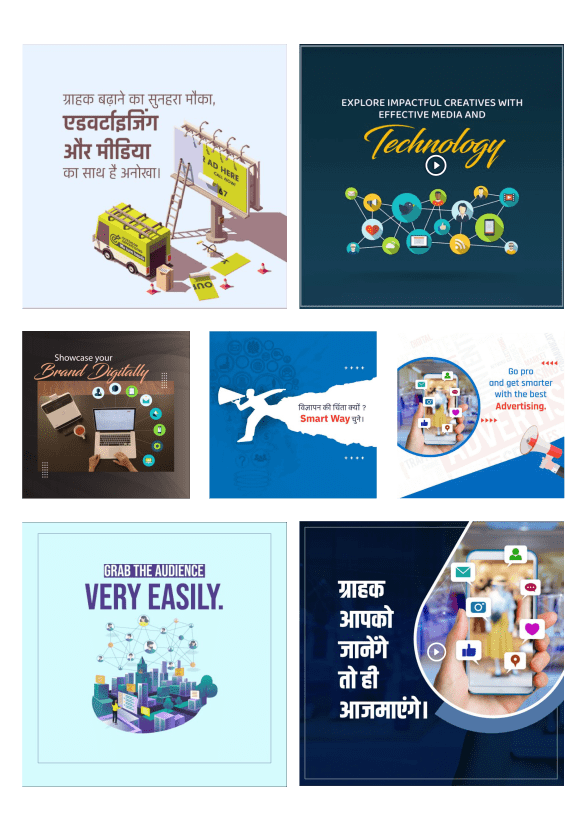 ग्राहक बढ़ाने का सुनहरा मौका,
एडवर्टाइजिंग
और मीडिया
का साथ है अनोखा।
AD HERE
EXPLORE IMPACTFUL CREATIVES WITH
EFFECTIVE MEDIA AND
Technology
Showcase your
Brand Digitally
विज्ञापन की चिंता क्यों ?
Smart Way चुने।
Go pro
and get smarter
with the best
Advertising.
GRAB THE AUDIENCE
VERY EASILY.
ग्राहक
आपको
जानेंगे
तो ही
आजमाएंगे।